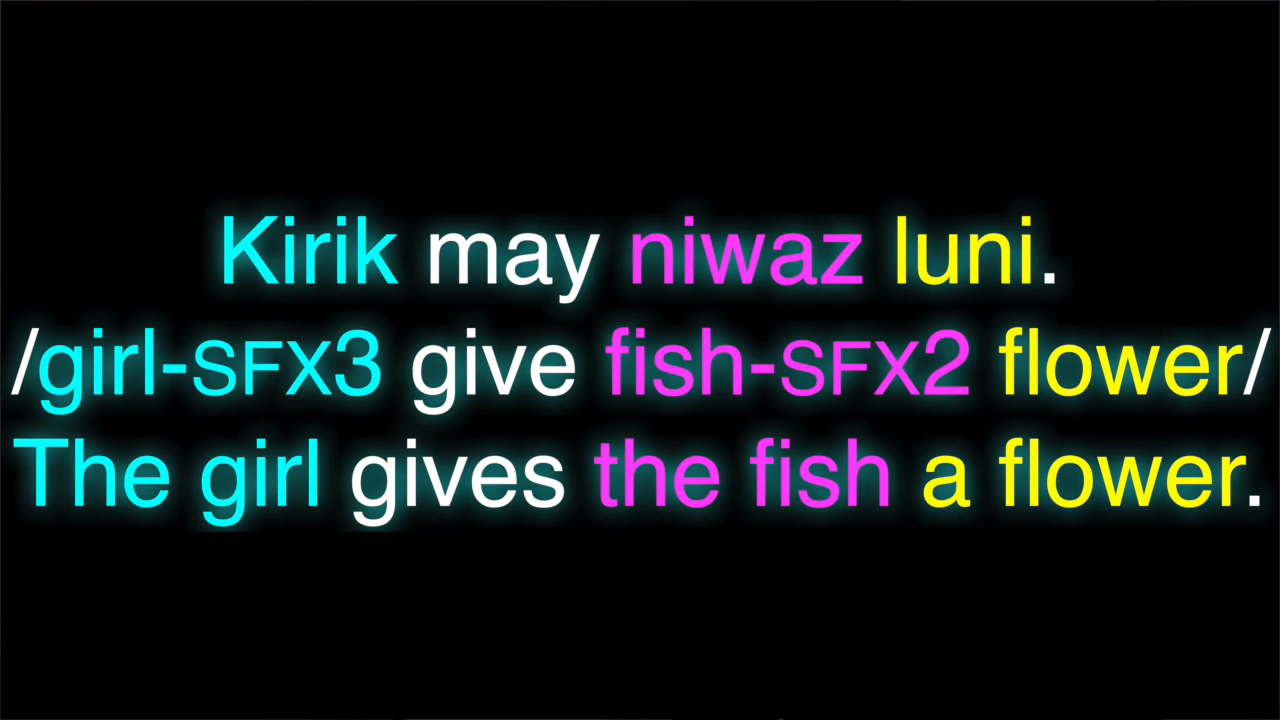 Kirik may niwaz luni.
/girl-SFX3 give fish-SFX2 flower/
The girl gives the fish a flower.